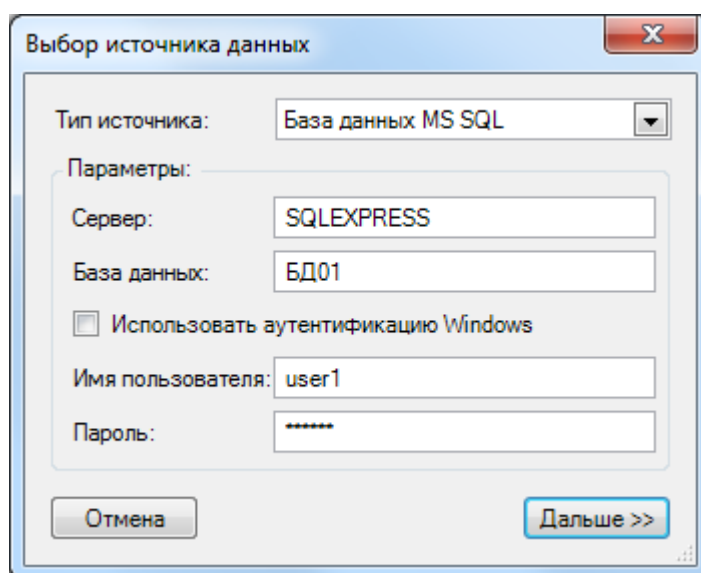 Выбор источника данных
Тип источника: База данных MS SQL
Параметры:
Сервер: SQLEXPRESS
База данных: БД01
Использовать аутентификацию Windows
Имя пользователя: user1
Пароль: ******
Отмена Дальше >>